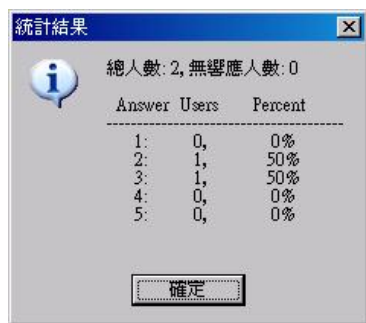 統計結果
總人數: 2, 無響應人數: 0
Answer Users Percent
--------------------------------------------
1: 0, 0%
2: 1, 50%
3: 1, 50%
4: 0, 0%
5: 0, 0%
確定